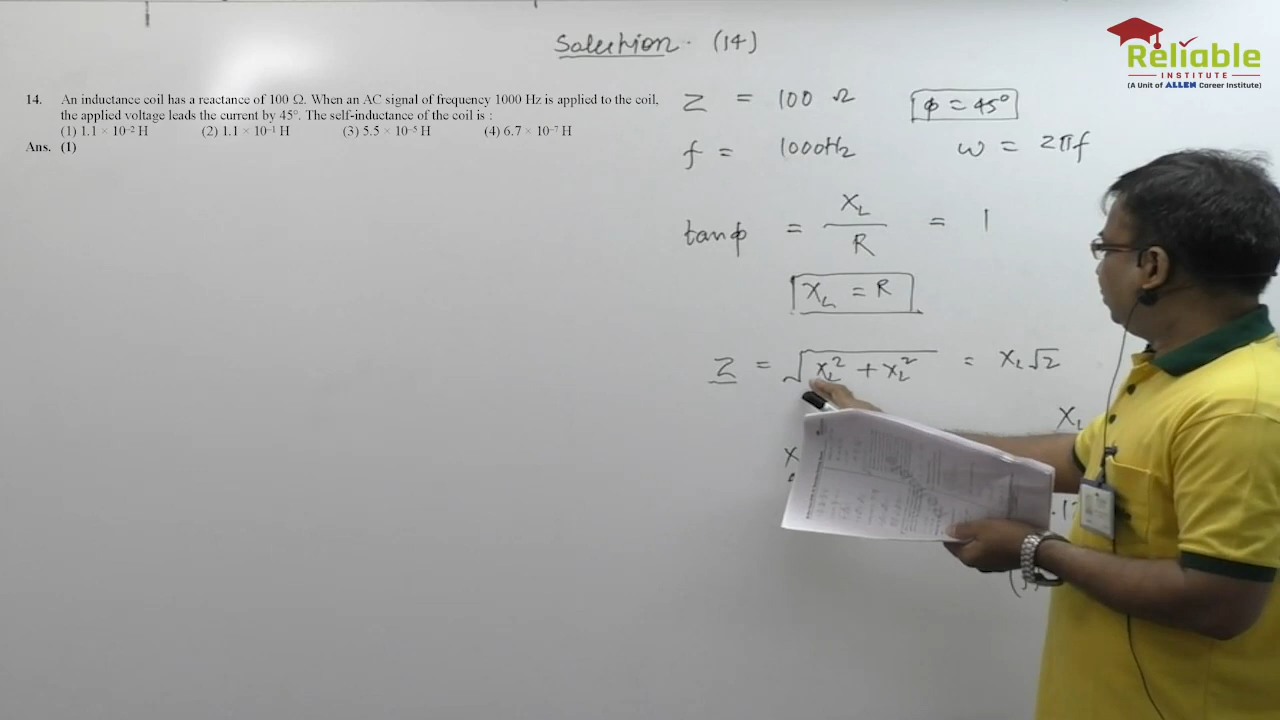 Solution. (14)
Reliable
INSTITUTE
(A Unit of ALLEN Career Institute)
14. An inductance coil has a reactance of 100 Ω. When an AC signal of frequency 1000 Hz is applied to the coil,
the applied voltage leads the current by 45°. The self-inductance of the coil is :
(1) 1.1 × 10⁻² H (2) 1.1 × 10⁻¹ H (3) 5.5 × 10⁻⁵ H (4) 6.7 × 10⁻⁷ H
Ans. (1)
Z = 100 Ω ϕ = 45°
f = 1000Hz ω = 2πf
tanϕ = X_L / R = 1
X_L = R
Z = √(X_L² + X_L²) = X_L√2
X_L
X